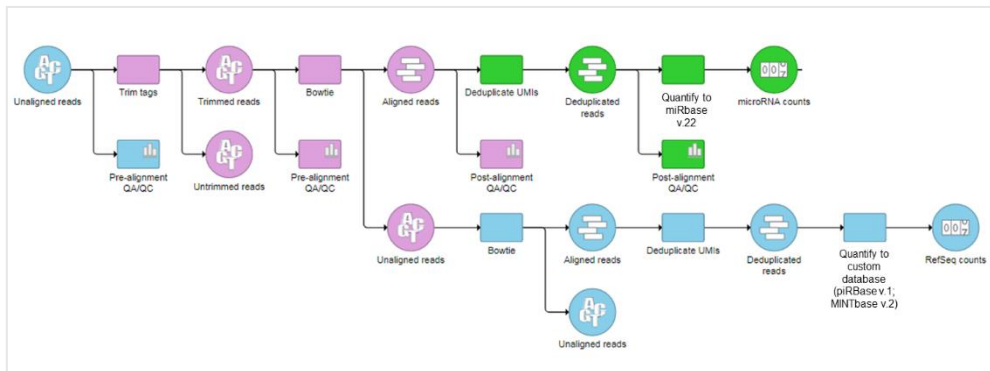 Unaligned reads
Trim tags
Trimmed reads
Bowtie
Aligned reads
Deduplicate UMIs
Deduplicated
reads
Quantify to
miRbase
v.22
microRNA counts
Pre-alignment
QA/QC
Untrimmed reads
Pre-alignment
QA/QC
Post-alignment
QA/QC
Post-alignment
QA/QC
Unaligned reads
Bowtie
Aligned reads
Deduplicate UMIs
Deduplicated
reads
Quantify to
custom
database
(piRBase v.1;
MINTbase v.2)
RefSeq counts
Unaligned reads